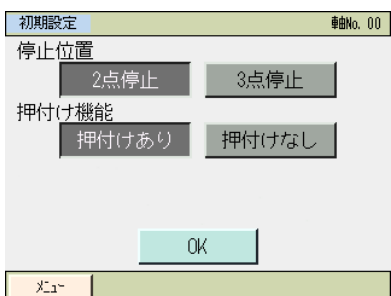 初期設定 軸No. 00
停止位置
2点停止 3点停止
押付け機能
押付けあり 押付けなし
OK
ﾒﾆｭｰ